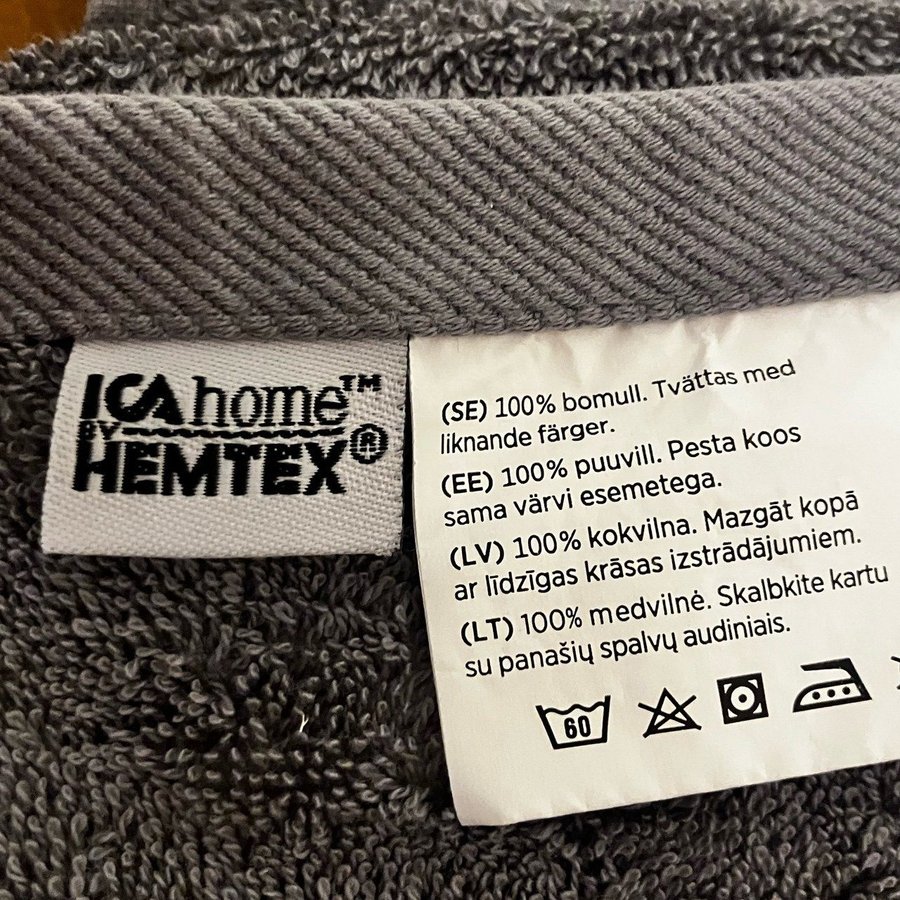 ICA home™
BY
HEMTEX®
(SE) 100% bomull. Tvättas med
liknande färger.
(EE) 100% puuvill. Pesta koos
sama värvi esemetega.
(LV) 100% kokvilna. Mazgāt kopā
ar līdzīgas krāsas izstrādājumiem.
(LT) 100% medvilnė. Skalbkite kartu
su panašių spalvų audiniais.
60